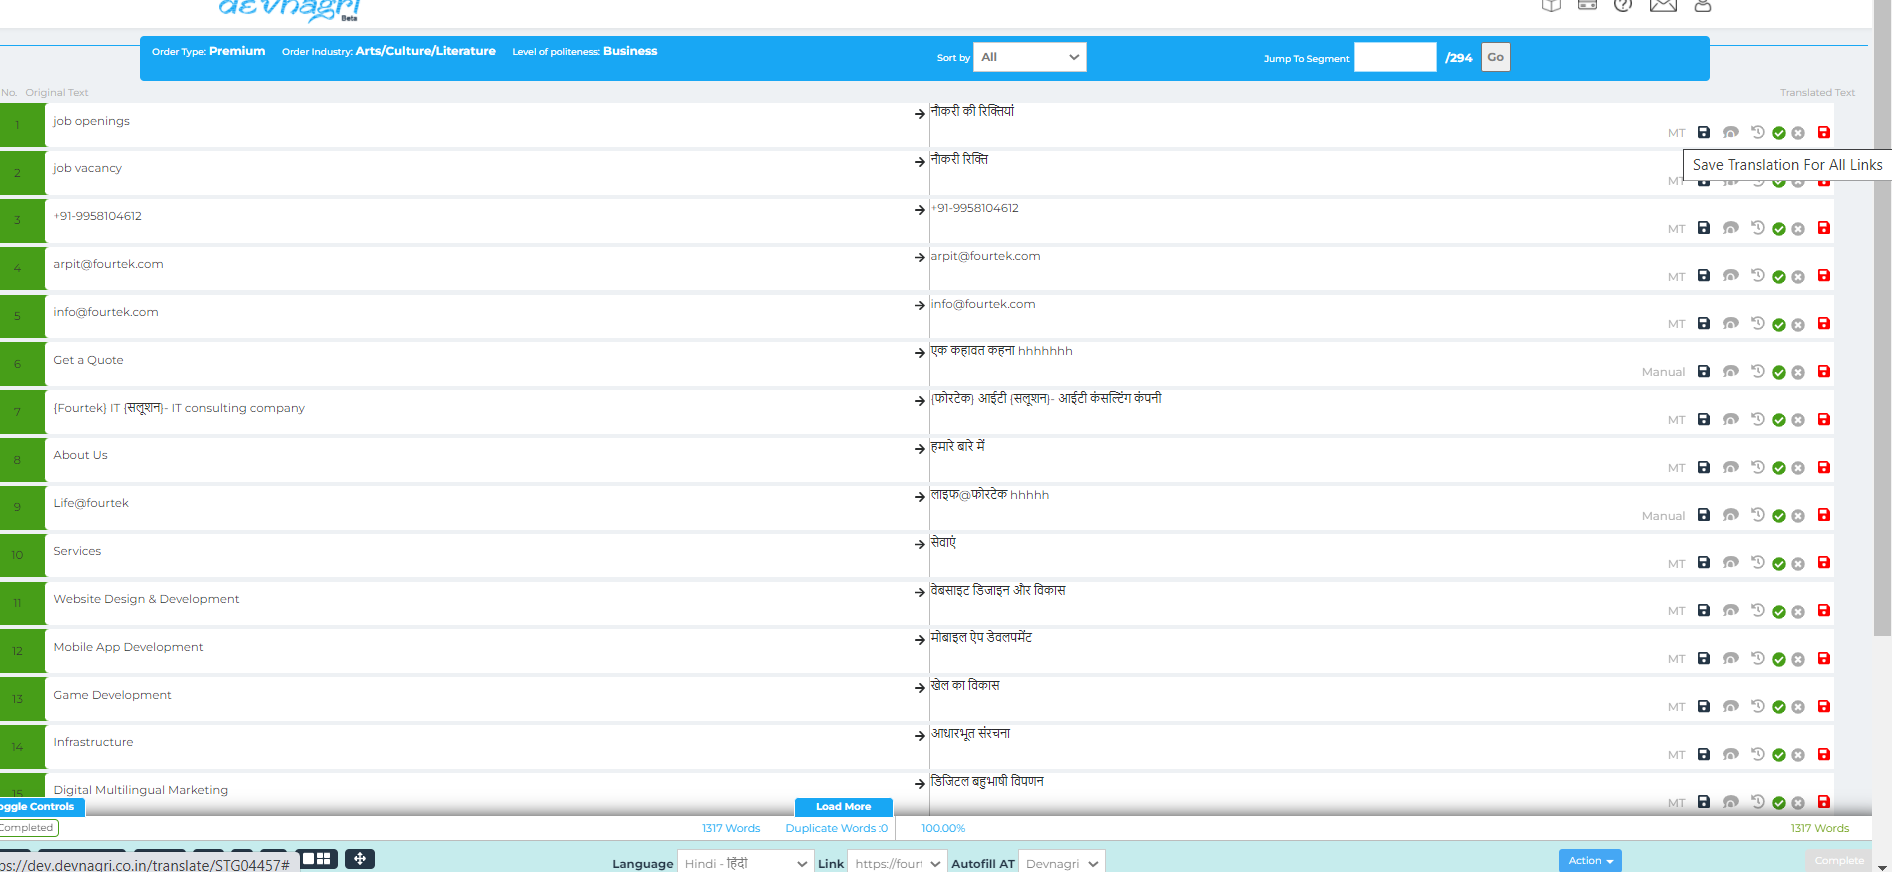 devnagri
Beta
Order Type: Premium Order Industry: Arts/Culture/Literature Level of politeness: Business Sort by All Jump To Segment /294 Go
No. Original Text Translated Text
1 job openings नौकरी की रिक्तियां MT
Save Translation For All Links
2 job vacancy नौकरी रिक्ति MT
3 +91-9958104612 +91-9958104612 MT
4 arpit@fourtek.com arpit@fourtek.com MT
5 info@fourtek.com info@fourtek.com MT
6 Get a Quote एक कहावत कहना hhhhhhh Manual
7 {Fourtek} IT {सलूशन}- IT consulting company {फोरटेक} आईटी {सलूशन}- आईटी कंसल्टिंग कंपनी MT
8 About Us हमारे बारे में MT
9 Life@fourtek लाइफ@फोरटेक hhhhh Manual
10 Services सेवाएं MT
11 Website Design & Development वेबसाइट डिजाइन और विकास MT
12 Mobile App Development मोबाइल ऐप डेवलपमेंट MT
13 Game Development खेल का विकास MT
14 Infrastructure आधारभूत संरचना MT
15 Digital Multilingual Marketing डिजिटल बहुभाषी विपणन MT
oggle Controls Load More
Completed 1317 Words Duplicate Words :0 100.00% 1317 Words
ps://dev.devnagri.co.in/translate/STG04457# Language Hindi - हिंदी Link https://four Autofill AT Devnagri Action Complete